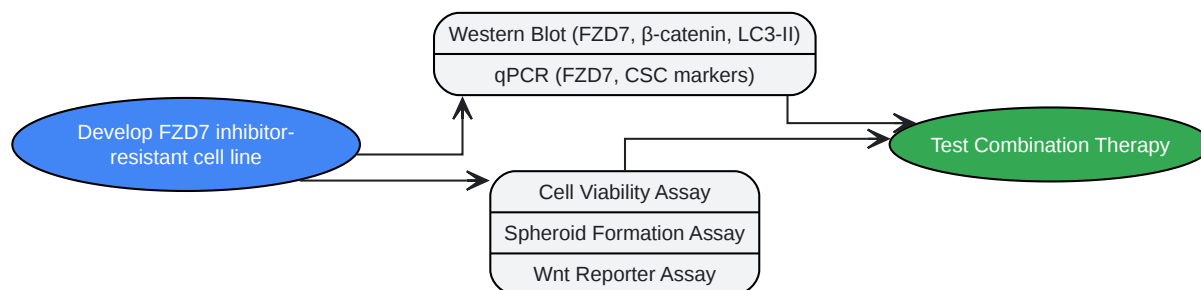 Develop FZD7 inhibitor-
resistant cell line
Western Blot (FZD7, β-catenin, LC3-II)
qPCR (FZD7, CSC markers)
Cell Viability Assay
Spheroid Formation Assay
Wnt Reporter Assay
Test Combination Therapy